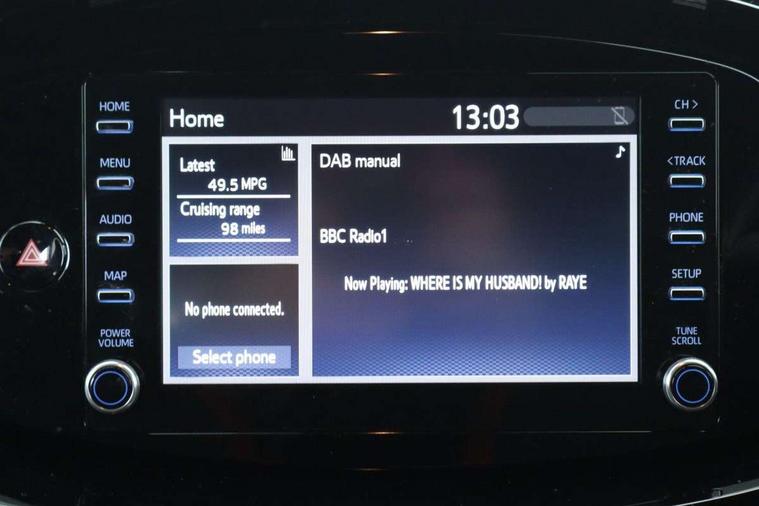 HOME
MENU
AUDIO
MAP
POWER
VOLUME
Home
13:03
Latest
49.5 MPG
Cruising range
98 miles
No phone connected.
Select phone
DAB manual
BBC Radio1
Now Playing: WHERE IS MY HUSBAND! by RAYE
CH >
<TRACK
PHONE
SETUP
TUNE
SCROLL